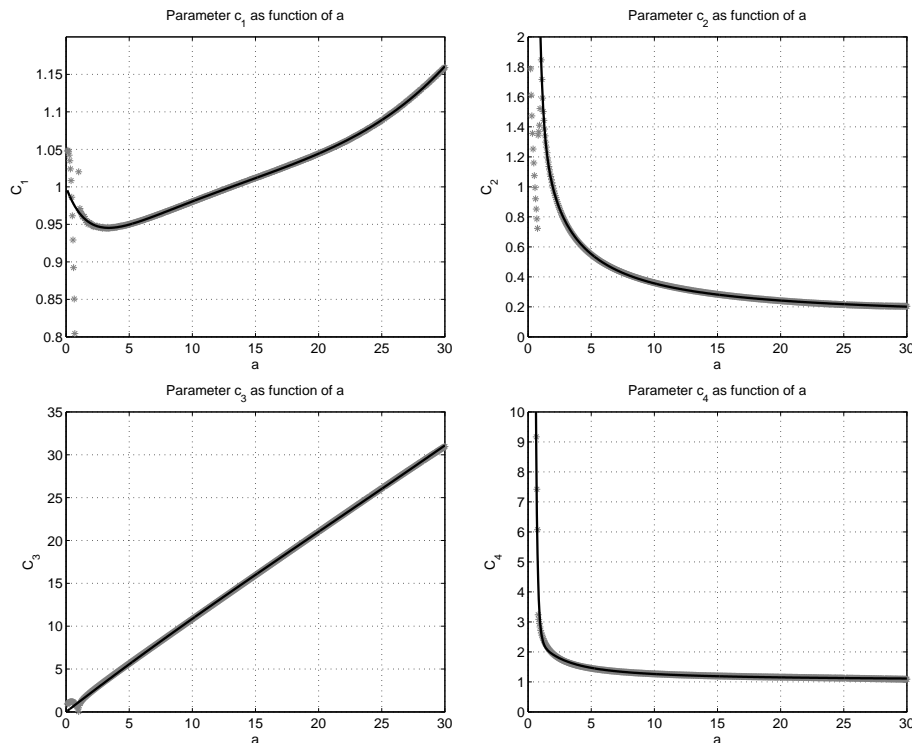 Parameter c1 as function of a
C1
1.15
1.1
1.05
1
0.95
0.9
0.85
0.8
0 5 10 15 20 25 30
a
Parameter c2 as function of a
C2
2
1.8
1.6
1.4
1.2
1
0.8
0.6
0.4
0.2
0
0 5 10 15 20 25 30
a
Parameter c3 as function of a
C3
35
30
25
20
15
10
5
0
0 5 10 15 20 25 30
a
Parameter c4 as function of a
C4
10
9
8
7
6
5
4
3
2
1
0
0 5 10 15 20 25 30
a